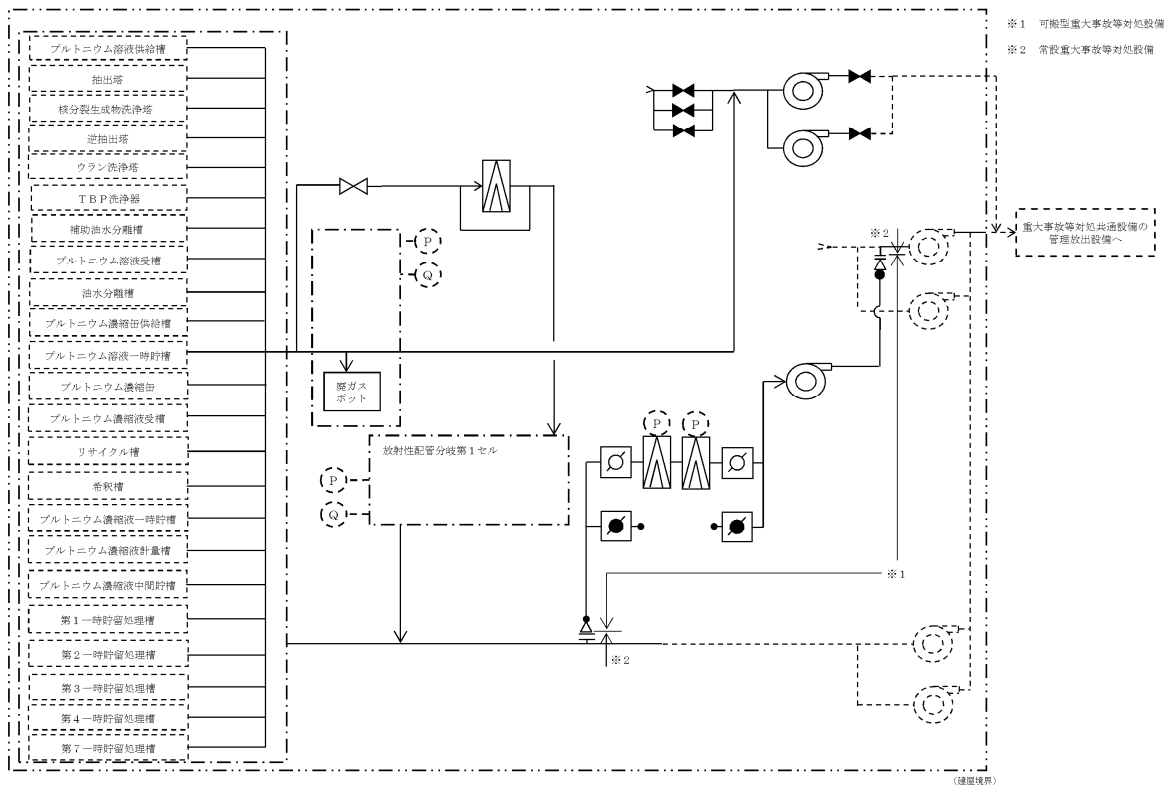 ※1　可搬型重大事故等対処設備
※2　常設重大事故等対処設備
プルトニウム溶液供給槽
抽出塔
核分裂生成物洗浄塔
逆抽出塔
ウラン洗浄塔
TBP洗浄器
補助油水分離槽
プルトニウム溶液受槽
油水分離槽
プルトニウム濃縮缶供給槽
プルトニウム溶液一時貯槽
プルトニウム濃縮缶
プルトニウム濃縮液受槽
リサイクル槽
希釈槽
プルトニウム濃縮液一時貯槽
プルトニウム濃縮液計量槽
プルトニウム濃縮液中間貯槽
第1一時貯留処理槽
第2一時貯留処理槽
第3一時貯留処理槽
第4一時貯留処理槽
第7一時貯留処理槽
P
Q
廃ガス
ポット
放射性配管分岐第1セル
P
Q
P
P
※2
重大事故等対処共通設備の
管理放出設備へ
※1
※2
(建屋境界)